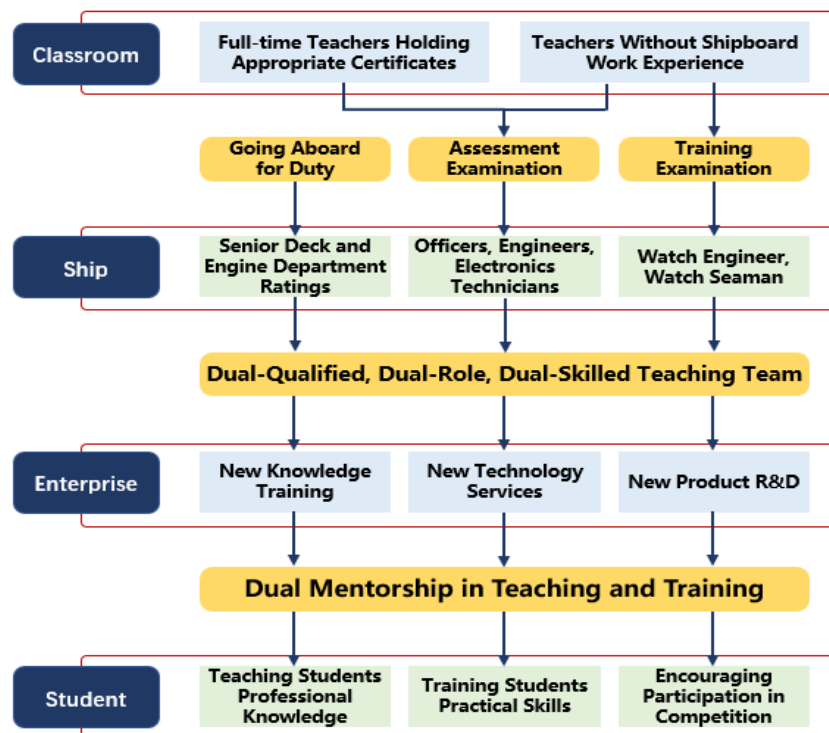 Classroom
Full-time Teachers Holding
Appropriate Certificates
Teachers Without Shipboard
Work Experience
Going Aboard
for Duty
Assessment
Examination
Training
Examination
Ship
Senior Deck and
Engine Department
Ratings
Officers, Engineers,
Electronics
Technicians
Watch Engineer,
Watch Seaman
Dual-Qualified, Dual-Role, Dual-Skilled Teaching Team
Enterprise
New Knowledge
Training
New Technology
Services
New Product R&D
Dual Mentorship in Teaching and Training
Student
Teaching Students
Professional
Knowledge
Training Students
Practical Skills
Encouraging
Participation in
Competition